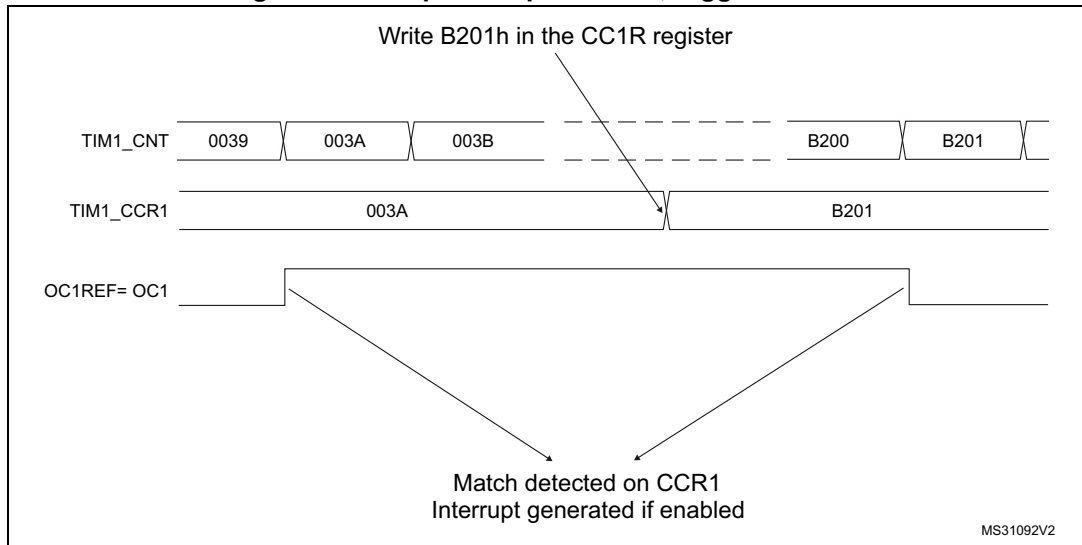 Write B201h in the CC1R register
TIM1_CNT 0039 003A 003B B200 B201
TIM1_CCR1 003A B201
OC1REF= OC1
Match detected on CCR1
Interrupt generated if enabled
MS31092V2